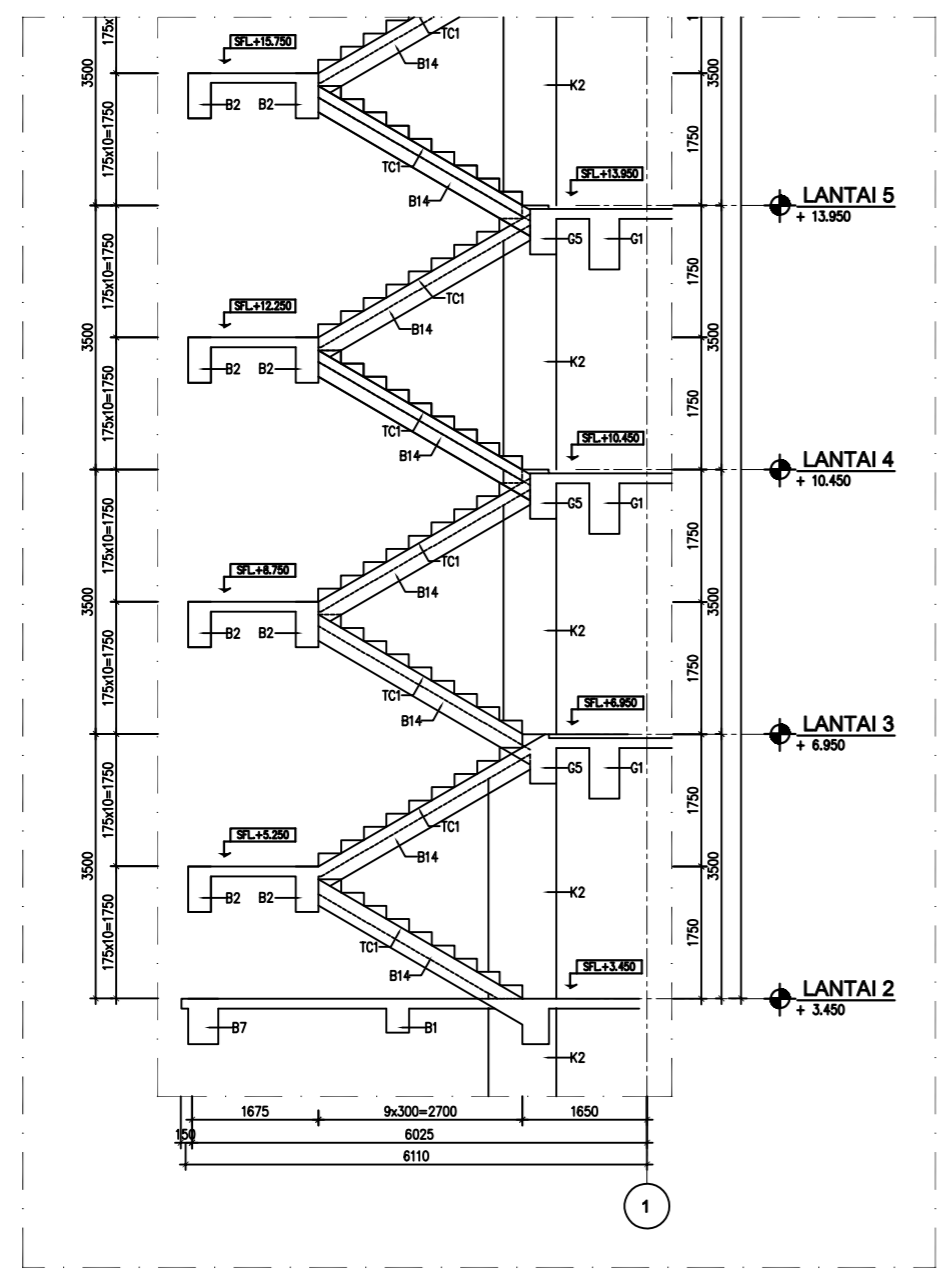 175x
TC1
SFL.+15.750
B14
3500
3500
K2
B2 B2
175x10=1750
1750
TC1
SFL.+13.950
B14
LANTAI 5
+ 13.950
G5 G1
175x10=1750
1750
TC1
SFL.+12.250
B14
3500
3500
K2
B2 B2
175x10=1750
1750
TC1
SFL.+10.450
B14
LANTAI 4
+ 10.450
G5 G1
175x10=1750
1750
TC1
SFL.+8.750
B14
3500
3500
K2
B2 B2
175x10=1750
1750
TC1
SFL.+6.950
B14
LANTAI 3
+ 6.950
G5 G1
175x10=1750
1750
TC1
SFL.+5.250
B14
3500
3500
K2
B2 B2
175x10=1750
1750
TC1
SFL.+3.450
B14
LANTAI 2
+ 3.450
B7 B1
K2
1675 9x300=2700 1650
150 6025
6110
1